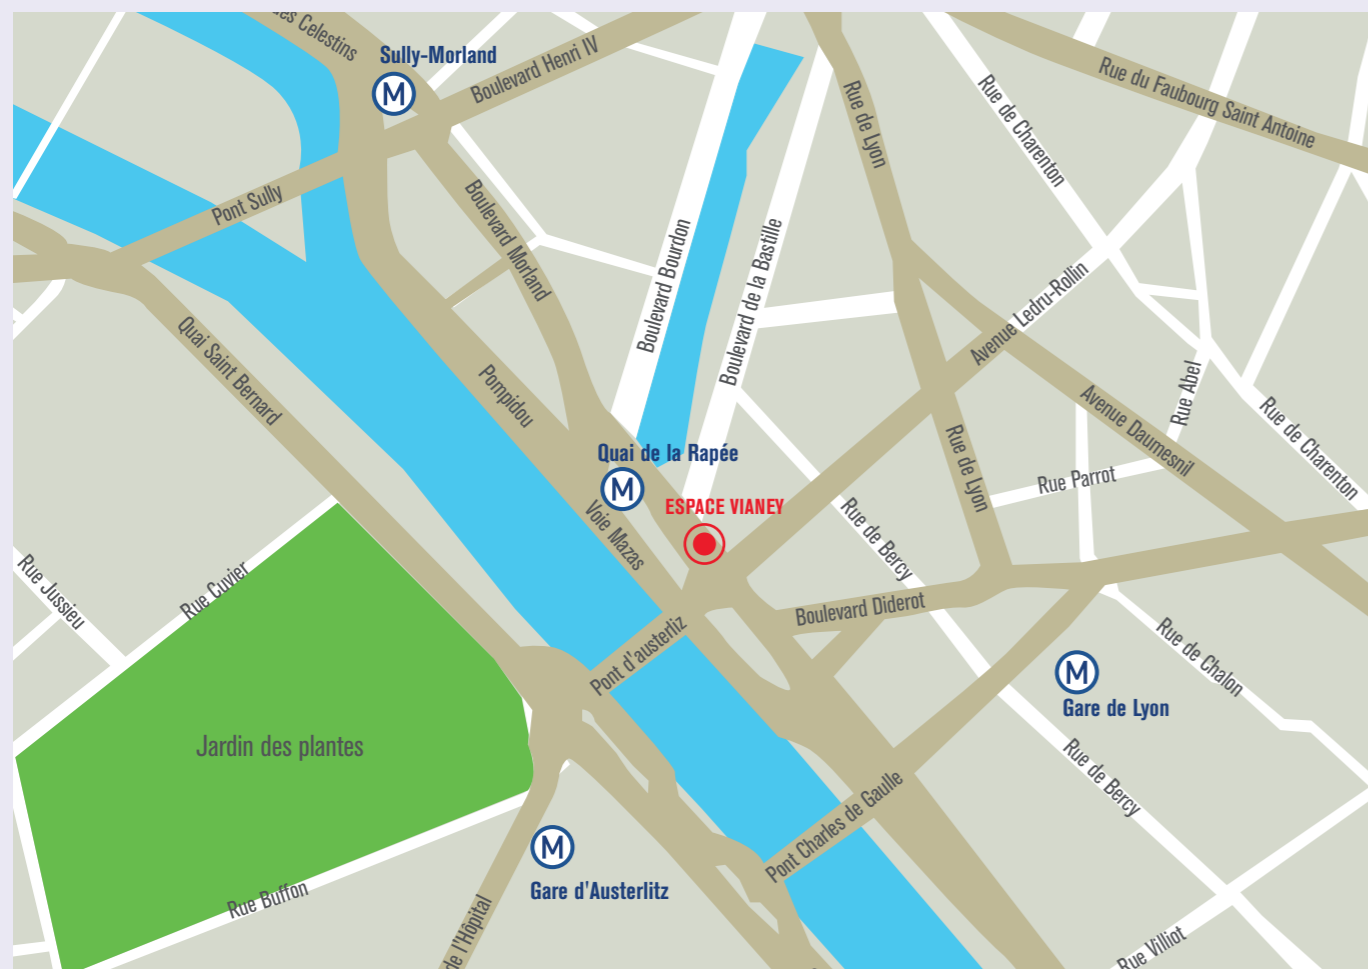 des Celestins
Sully-Morland
M
Boulevard Henri IV
Rue du Faubourg Saint Antoine
Rue de Charenton
Rue de Lyon
Pont Sully
Boulevard Morland
Boulevard Bourdon
Boulevard de la Bastille
Avenue Ledru-Rollin
Quai Saint Bernard
Pompidou
Rue Abel
Avenue Daumesnil
Rue de Charenton
Quai de la Rapée
M
Rue de Lyon
Rue Parrot
ESPACE VIANEY
Voie Mazas
Rue de Bercy
Rue Jussieu
Rue Cuvier
Boulevard Diderot
Pont d'austerliz
Rue de Chalon
M
Gare de Lyon
Jardin des plantes
Rue de Bercy
Pont Charles de Gaulle
M
Gare d'Austerlitz
Rue Buffon
de l'Hôpital
Rue Villiot